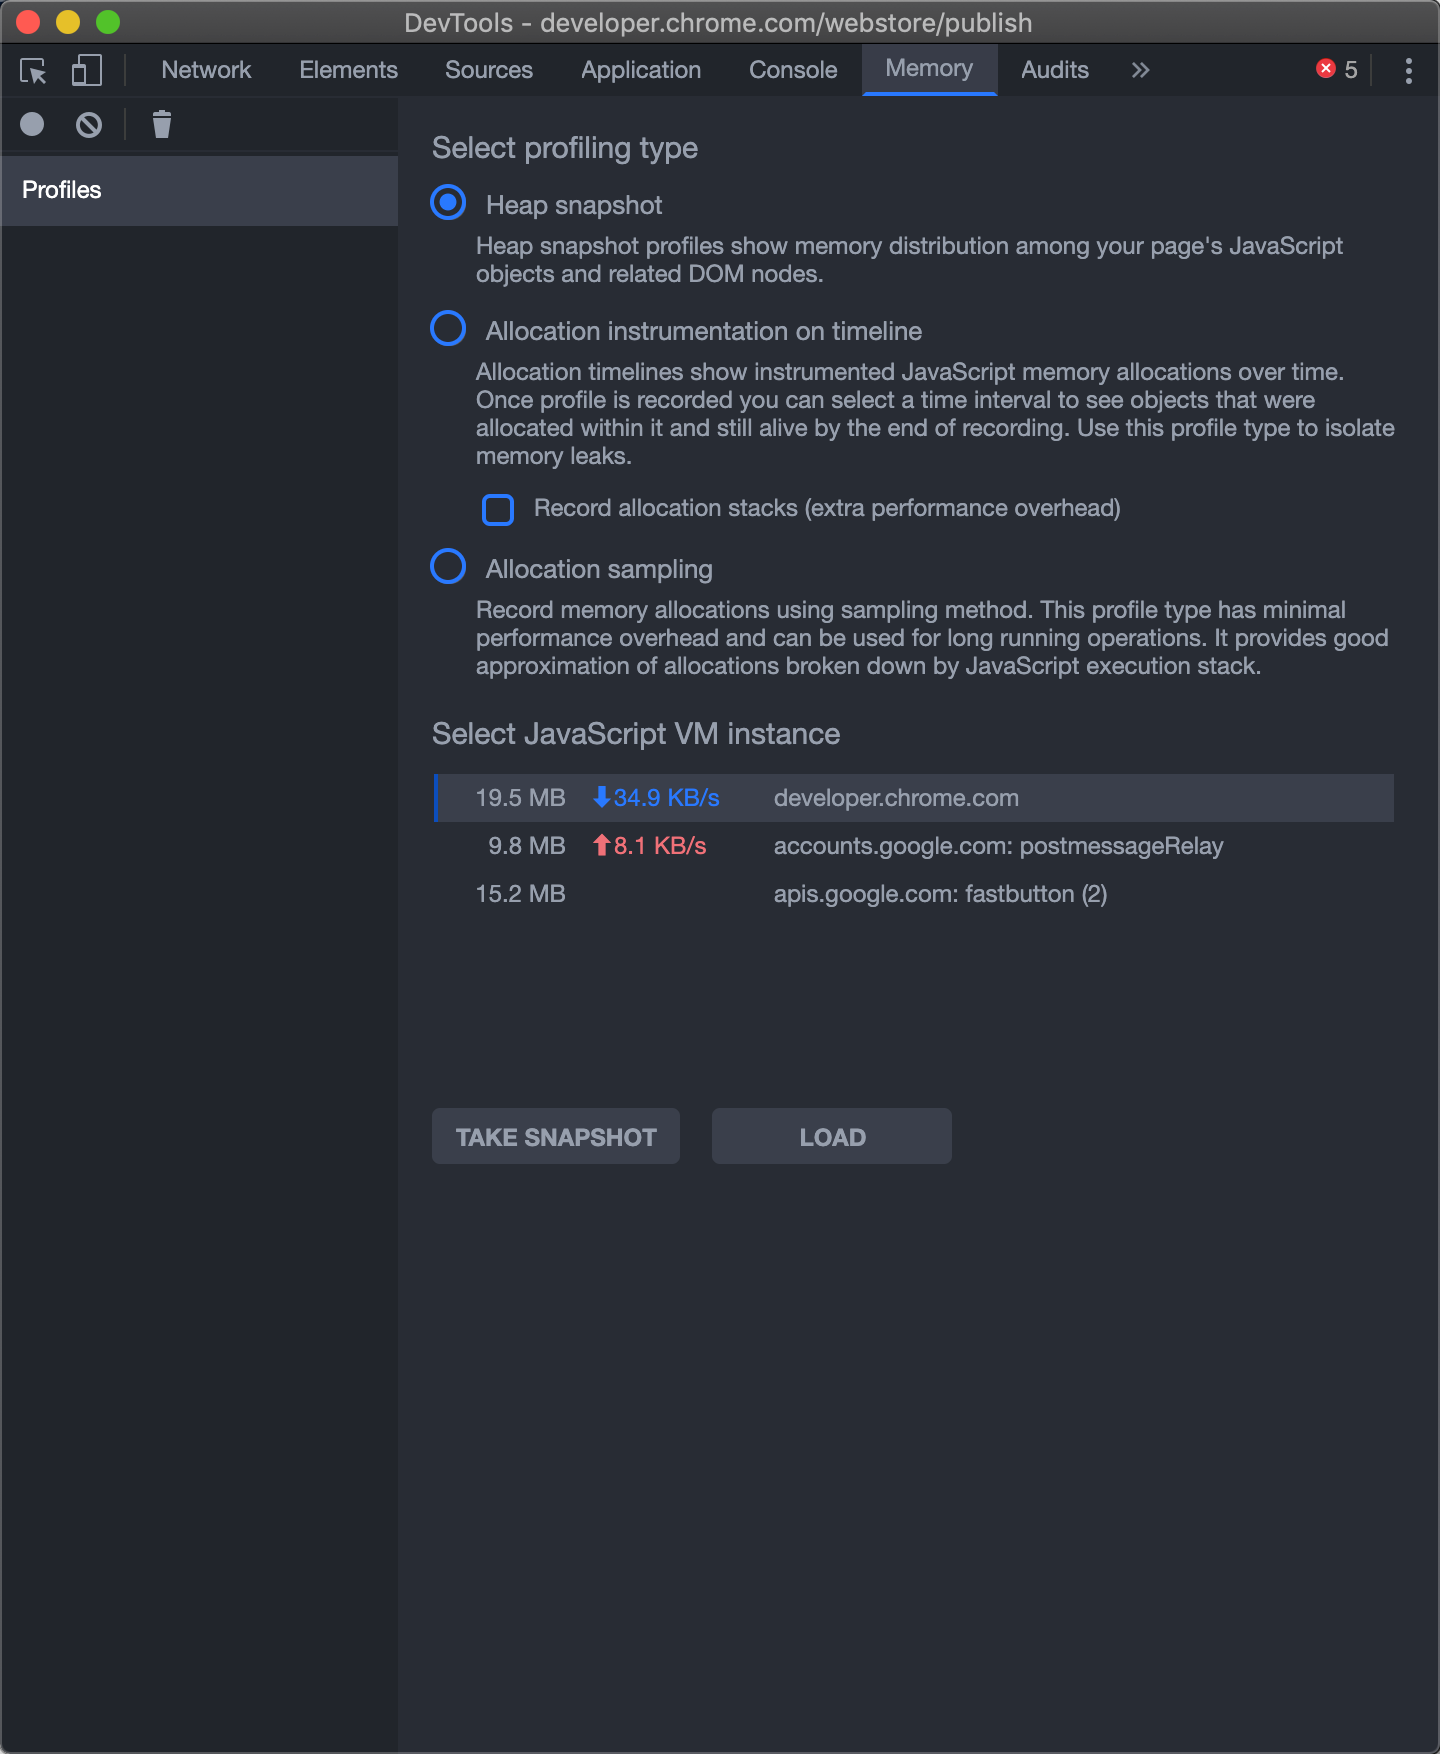 DevTools - developer.chrome.com/webstore/publish
Network Elements Sources Application Console Memory Audits » 5
Profiles
Select profiling type
Heap snapshot
Heap snapshot profiles show memory distribution among your page's JavaScript
objects and related DOM nodes.
Allocation instrumentation on timeline
Allocation timelines show instrumented JavaScript memory allocations over time.
Once profile is recorded you can select a time interval to see objects that were
allocated within it and still alive by the end of recording. Use this profile type to isolate
memory leaks.
Record allocation stacks (extra performance overhead)
Allocation sampling
Record memory allocations using sampling method. This profile type has minimal
performance overhead and can be used for long running operations. It provides good
approximation of allocations broken down by JavaScript execution stack.
Select JavaScript VM instance
19.5 MB 34.9 KB/s developer.chrome.com
9.8 MB 8.1 KB/s accounts.google.com: postmessageRelay
15.2 MB apis.google.com: fastbutton (2)
TAKE SNAPSHOT LOAD